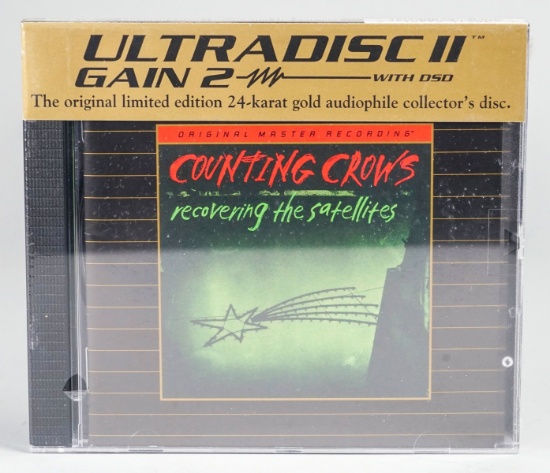 ULTRADISC II™
GAIN 2 WITH DSD
The original limited edition 24-karat gold audiophile collector's disc.
ORIGINAL MASTER RECORDING™
COUNTING CROWS
recovering the satellites